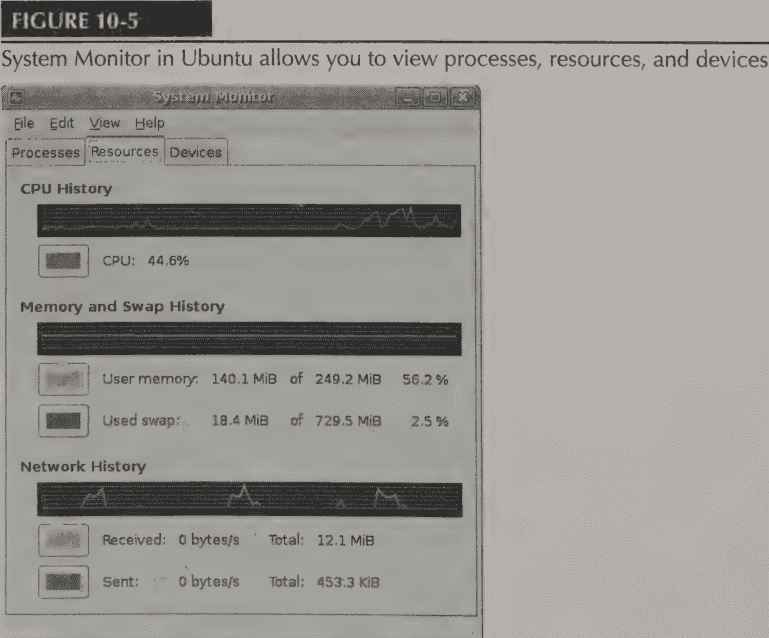 FIGURE 10-5
System Monitor in Ubuntu allows you to view processes, resources, and devices
System Monitor
File Edit View Help
Processes Resources Devices
CPU History
CPU: 44.6%
Memory and Swap History
User memory: 140.1 MiB of 249.2 MiB 56.2 %
Used swap: 18.4 MiB of 729.5 MiB 2.5 %
Network History
Received: 0 bytes/s Total: 12.1 MiB
Sent: 0 bytes/s Total: 453.3 KiB